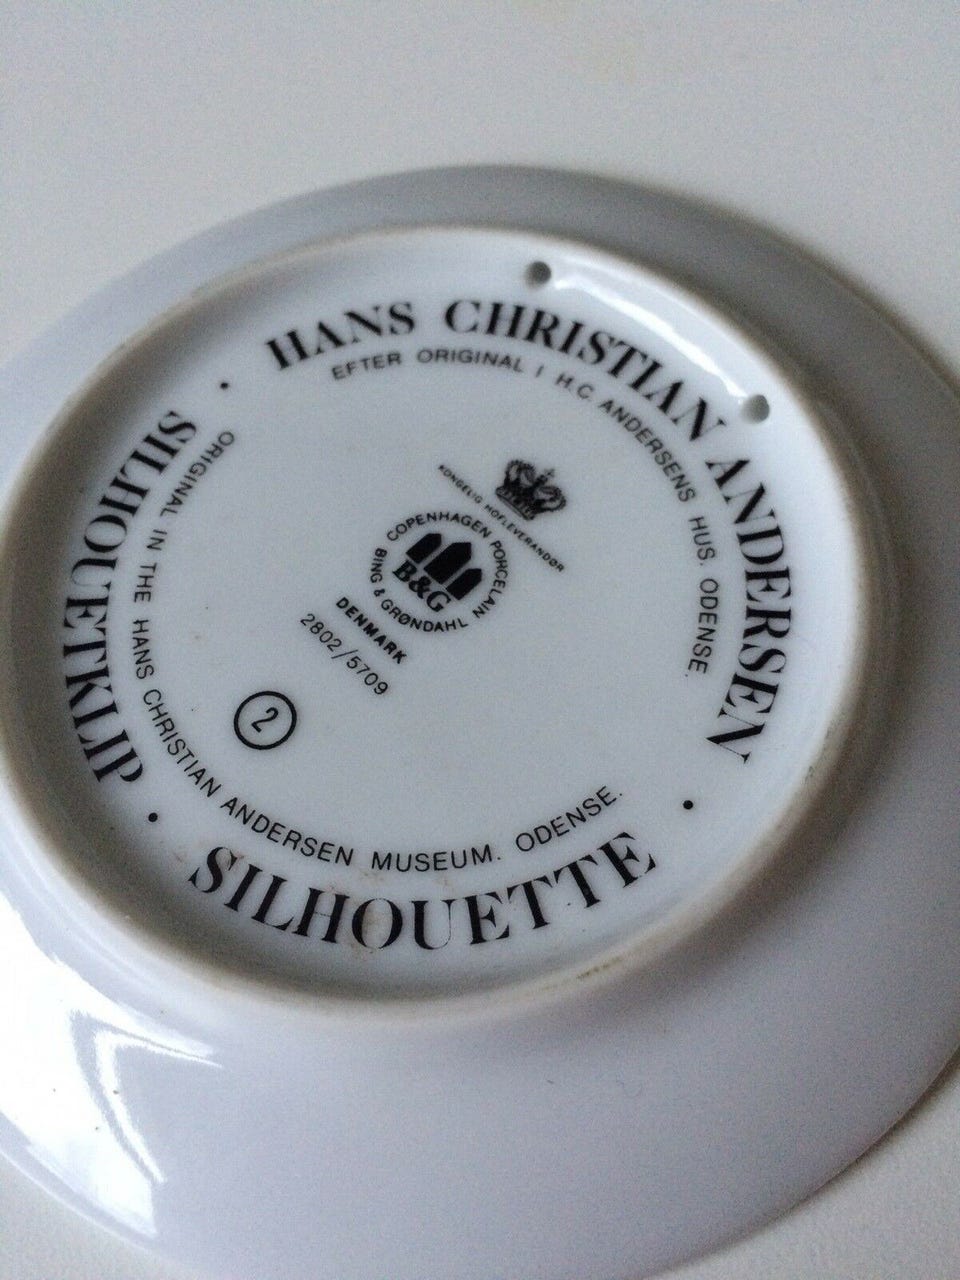 HANS CHRISTIAN ANDERSEN
•
SILHOUETTE
•
SILHOUETKLIP
•
EFTER ORIGINAL I H.C. ANDERSENS HUS. ODENSE.
ORIGINAL IN THE HANS CHRISTIAN ANDERSEN MUSEUM. ODENSE.
KONGELIG HOFLEVERANDØR
COPENHAGEN PORCELAIN
B&G
BING & GRØNDAHL
DENMARK
2802/5709
2